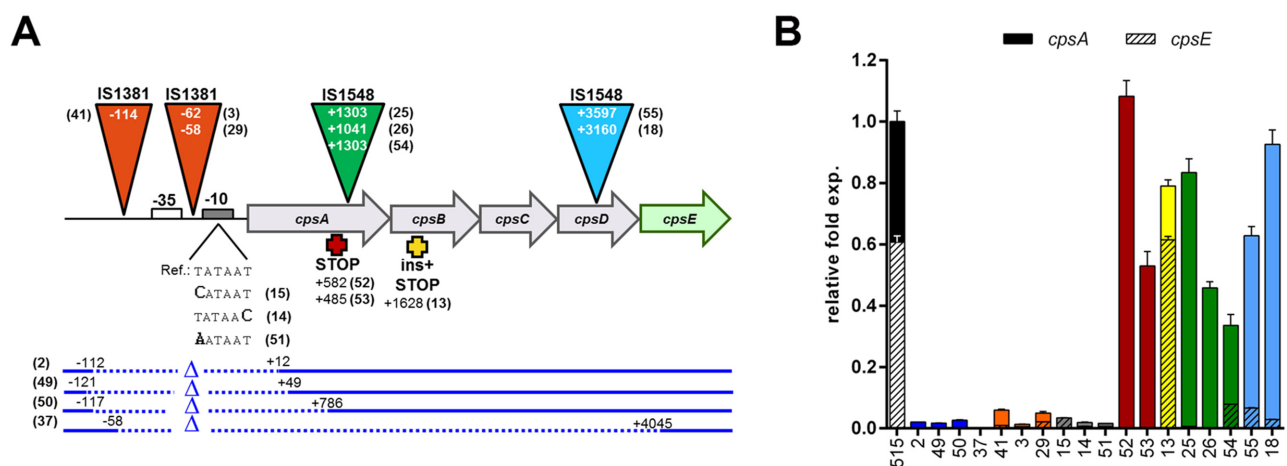 A
IS1381
IS1381
IS1548
IS1548
(41)
-114
-62
(3)
-58
(29)
+1303
(25)
+1041
(26)
+1303
(54)
+3597
(55)
+3160
(18)
-35
-10
cpsA
cpsB
cpsC
cpsD
cpsE
Ref.: TATAAT
CATAAT (15)
TATAAC (14)
AATAAT (51)
STOP
+582 (52)
+485 (53)
ins+
STOP
+1628 (13)
(2)
-112
Δ
+12
(49)
-121
Δ
+49
(50)
-117
Δ
+786
(37)
-58
Δ
+4045
B
cpsA
cpsE
relative fold exp.
1.2
1.0
0.8
0.6
0.4
0.2
0.0
515
2
49
50
37
41
3
29
15
14
51
52
53
13
25
26
54
55
18